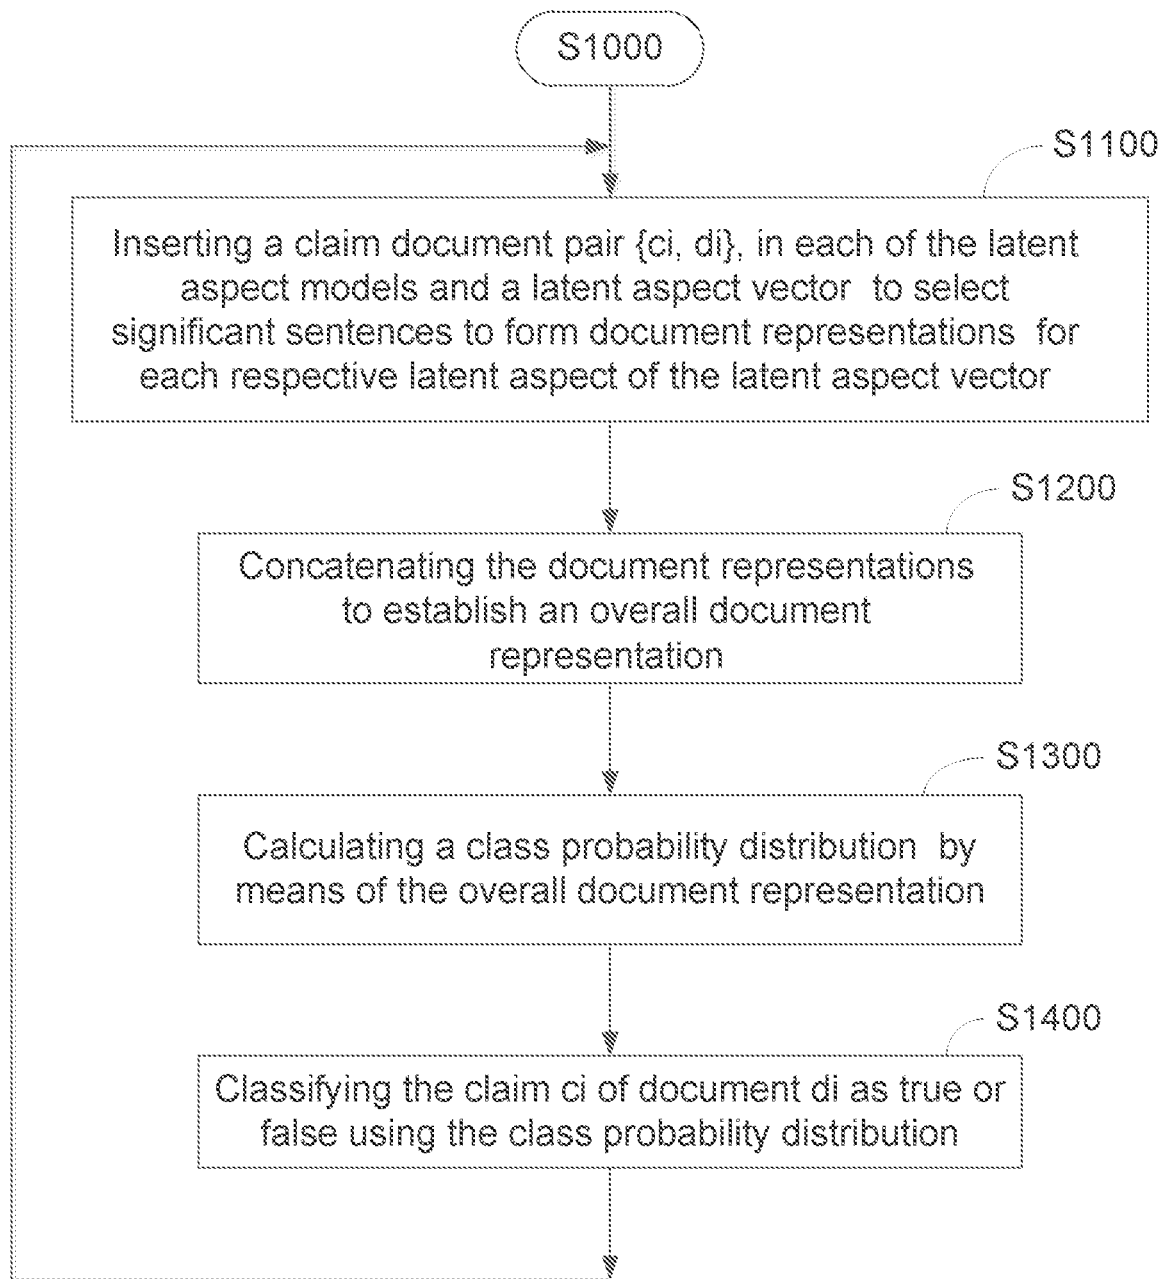 S1000
S1100
Inserting a claim document pair {ci, di}, in each of the latent
aspect models and a latent aspect vector to select
significant sentences to form document representations for
each respective latent aspect of the latent aspect vector
S1200
Concatenating the document representations
to establish an overall document
representation
S1300
Calculating a class probability distribution by
means of the overall document representation
S1400
Classifying the claim ci of document di as true or
false using the class probability distribution